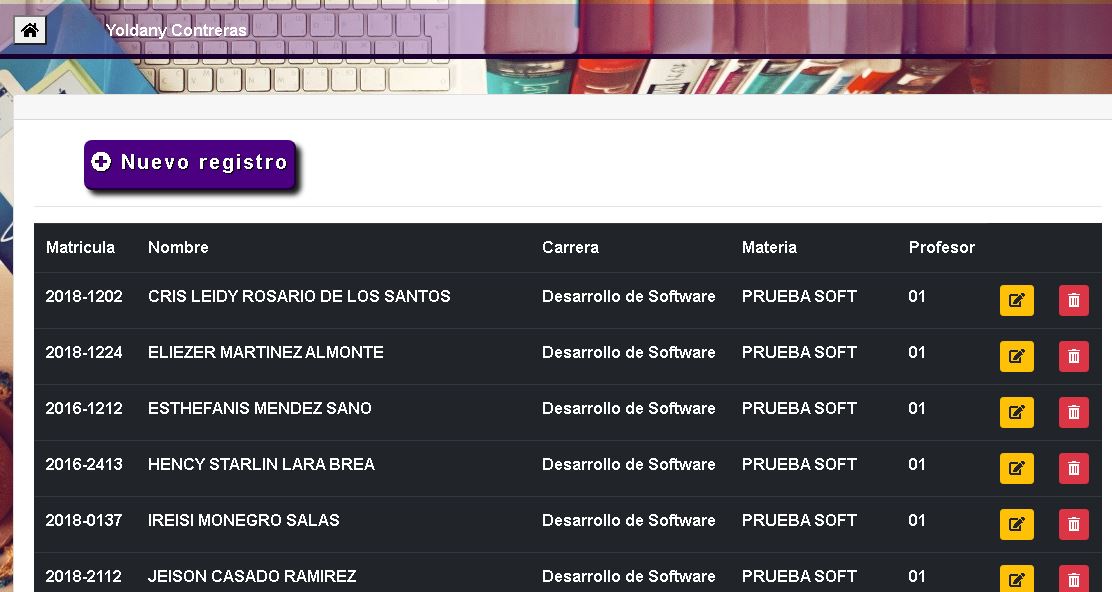 Yoldany Contreras
Nuevo registro
Matricula Nombre Carrera Materia Profesor
2018-1202 CRIS LEIDY ROSARIO DE LOS SANTOS Desarrollo de Software PRUEBA SOFT 01
2018-1224 ELIEZER MARTINEZ ALMONTE Desarrollo de Software PRUEBA SOFT 01
2016-1212 ESTHEFANIS MENDEZ SANO Desarrollo de Software PRUEBA SOFT 01
2016-2413 HENCY STARLIN LARA BREA Desarrollo de Software PRUEBA SOFT 01
2018-0137 IREISI MONEGRO SALAS Desarrollo de Software PRUEBA SOFT 01
2018-2112 JEISON CASADO RAMIREZ Desarrollo de Software PRUEBA SOFT 01